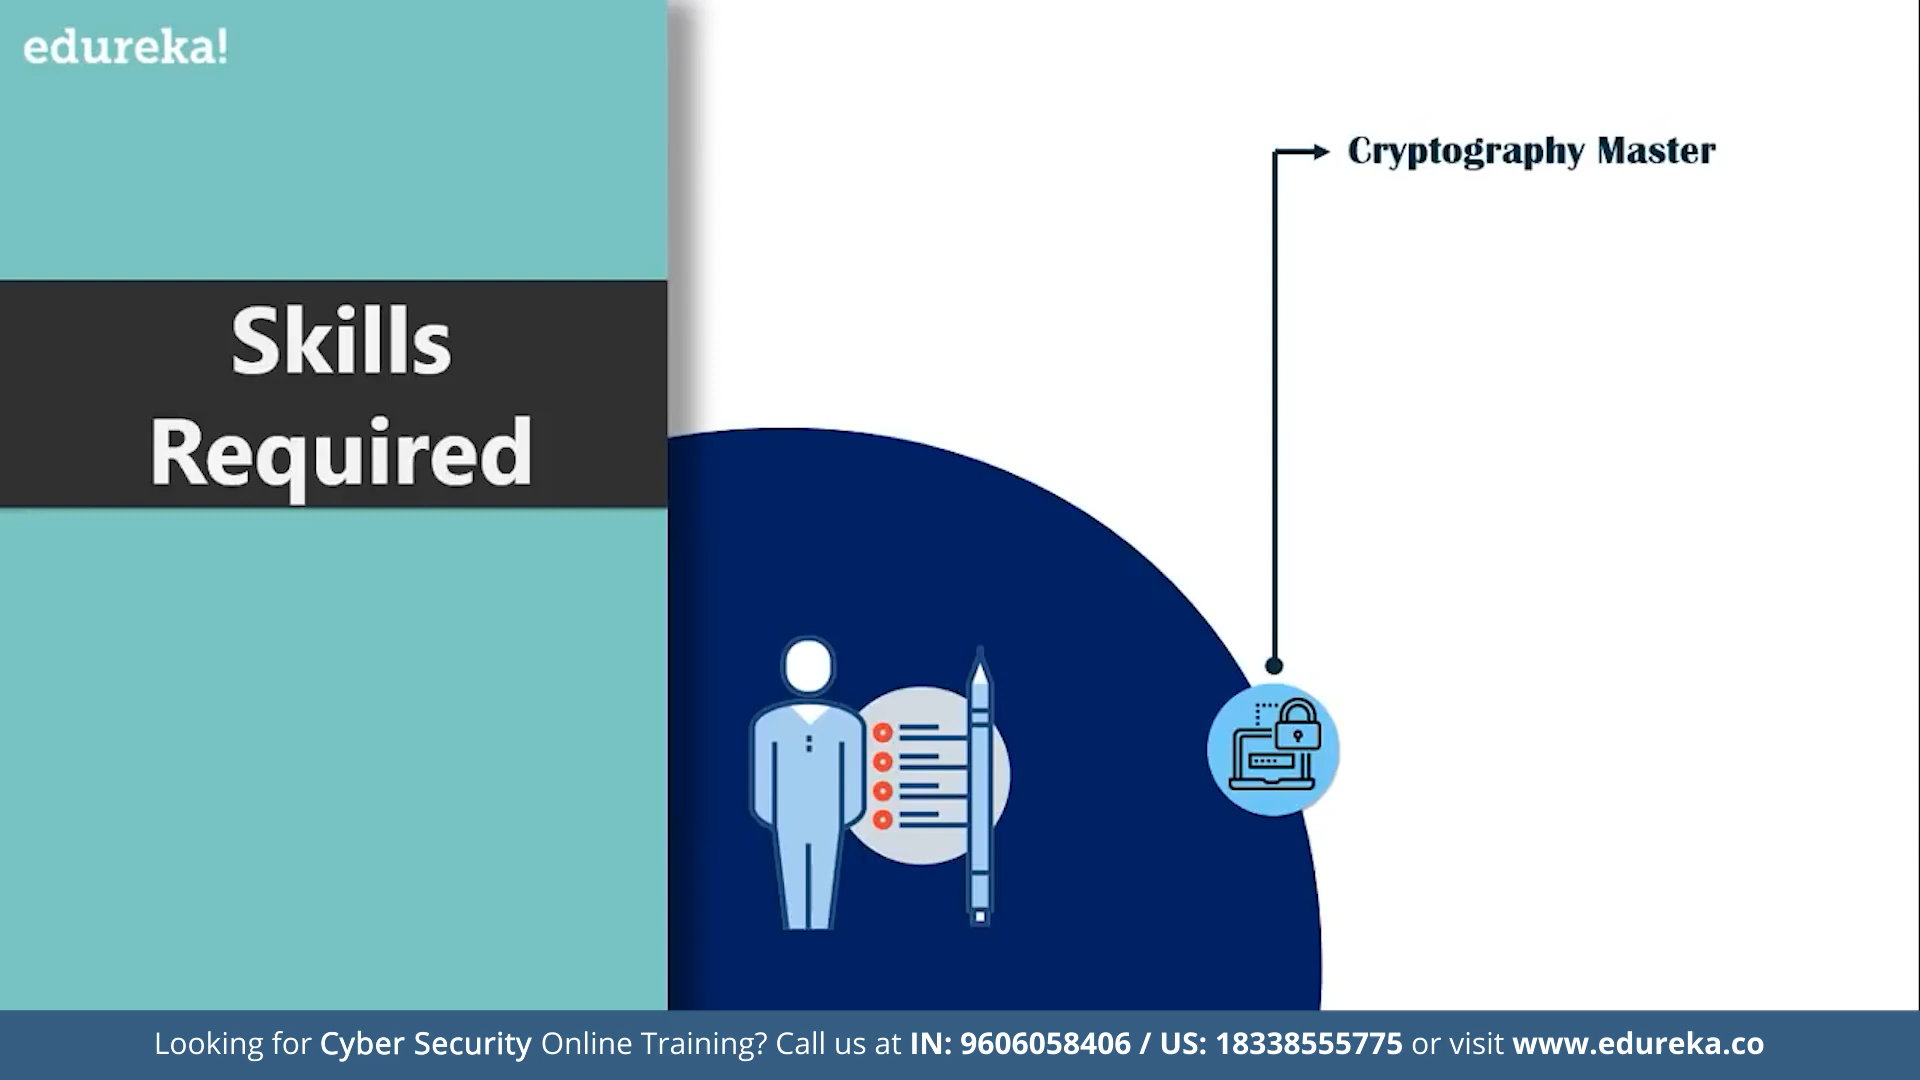 edureka!
Skills
Required
Cryptography Master
Looking for Cyber Security Online Training? Call us at IN: 9606058406 / US: 18338555775 or visit www.edureka.co